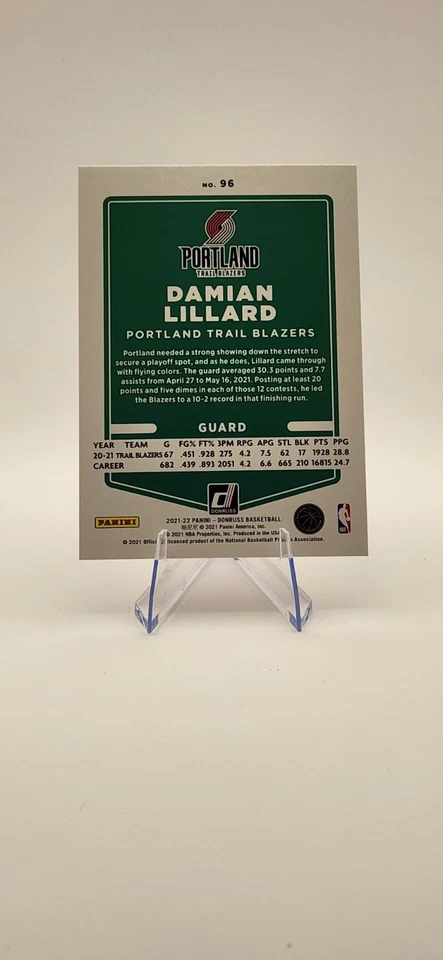 NO. 96
PORTLAND
TRAIL BLAZERS
DAMIAN
LILLARD
PORTLAND TRAIL BLAZERS
Portland needed a strong showing down the stretch to
secure a playoff spot, and as he does, Lillard came through
with flying colors. The guard averaged 30.3 points and 7.7
assists from April 27 to May 16, 2021. Posting at least 20
points and five dimes in each of those 12 contests, he led
the Blazers to a 10-2 record in that finishing run.
GUARD
YEAR TEAM G FG% FT% 3PM RPG APG STL BLK PTS PPG
20-21 TRAIL BLAZERS 67 .451 .928 275 4.2 7.5 62 17 1928 28.8
CAREER 682 .439 .893 2051 4.2 6.6 665 210 16815 24.7
PANINI
DONRUSS
2021-22 PANINI - DONRUSS BASKETBALL
帕尼尼 © 2021 Panini America, Inc.
© 2021 NBA Properties, Inc. Produced in the USA
© 2021 licensed product of the National Basketball Association.